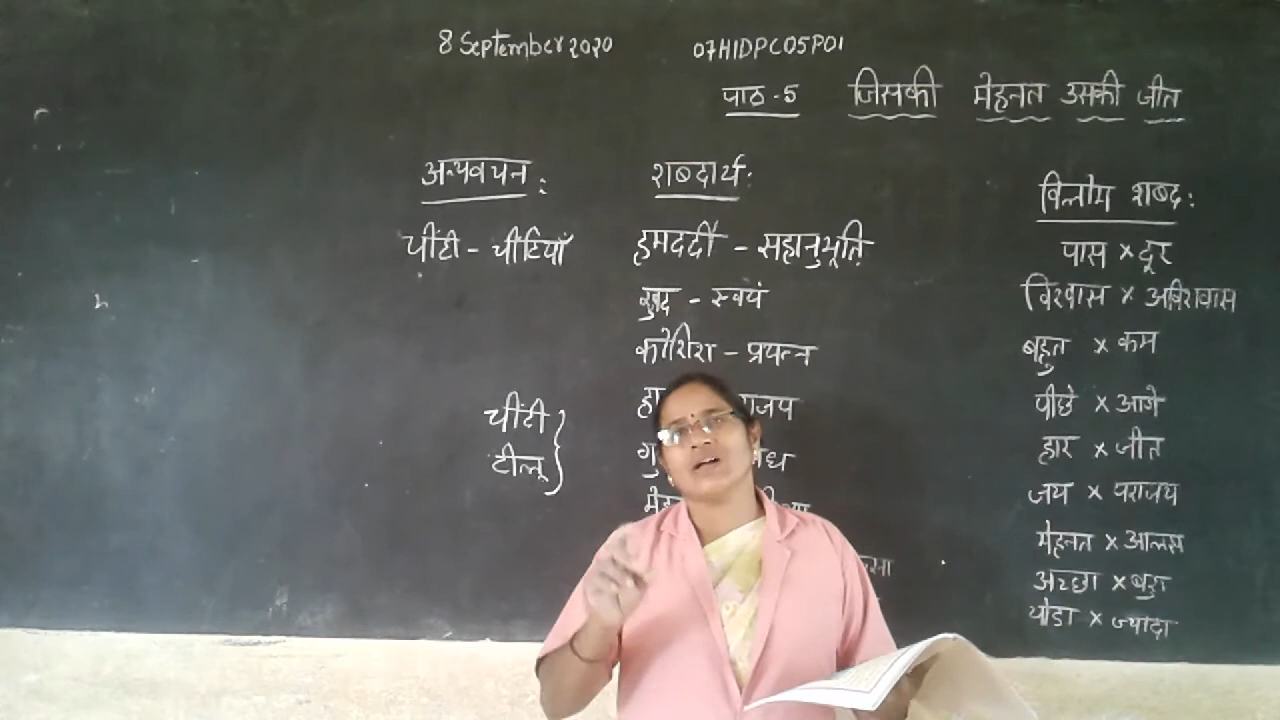 8 September 2020
07HIDPC05P01
पाठ-5 जिसकी मेहनत उसकी जीत
अन्यवचन:
चींटी - चीटियाँ
चींटी
टीलू
शब्दार्थ:
हमदर्दी - सहानुभूति
खुद - स्वयं
कोशिश - प्रयत्न
विलोम शब्द:
पास × दूर
विश्वास × अविश्वास
बहुत × कम
पीछे × आगे
हार × जीत
जय × पराजय
मेहनत × आलस
अच्छा × बुरा
थोडा × ज्यादा